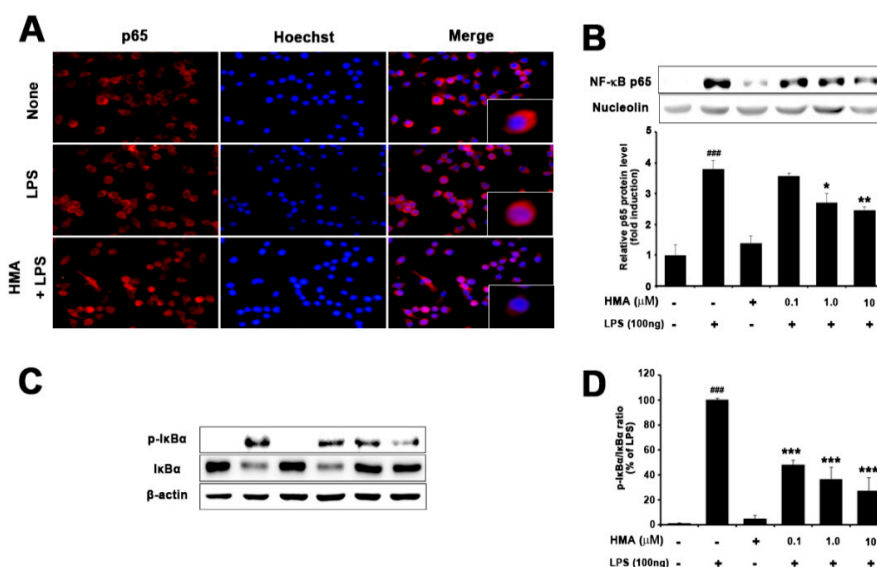 A
p65 Hoechst Merge
None
LPS
HMA
+ LPS
B
NF-κB p65
Nucleolin
Relative p65 protein level
(fold induction)
5
4
3
2
1
0
###
*
**
HMA (μM) - - + 0.1 1.0 10
LPS (100ng) - + - + + +
C
p-IκBα
IκBα
β-actin
D
p-IκBα/IκBα ratio
(% of LPS)
120
100
80
60
40
20
0
###
***
***
***
HMA (μM) - - + 0.1 1.0 10
LPS (100ng) - + - + + +